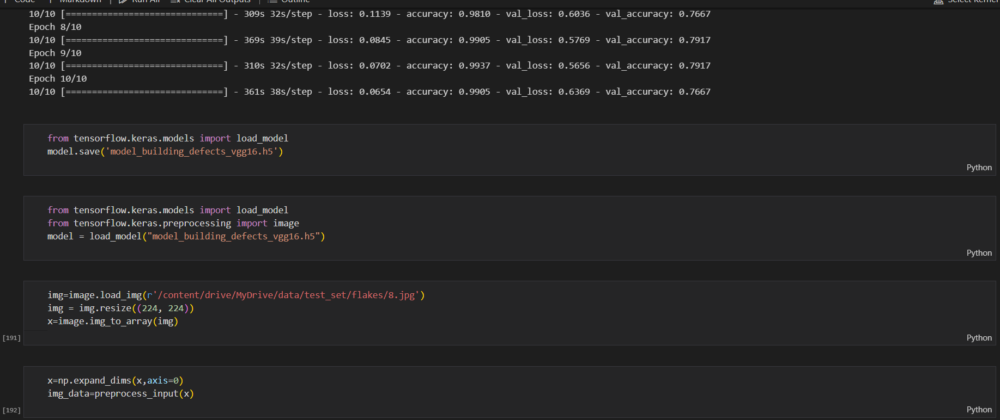 Code Markdown Run All Clear All Outputs Outline Select Kernel
10/10 [==============================] - 309s 32s/step - loss: 0.1139 - accuracy: 0.9810 - val_loss: 0.6036 - val_accuracy: 0.7667
Epoch 8/10
10/10 [==============================] - 369s 39s/step - loss: 0.0845 - accuracy: 0.9905 - val_loss: 0.5769 - val_accuracy: 0.7917
Epoch 9/10
10/10 [==============================] - 310s 32s/step - loss: 0.0702 - accuracy: 0.9937 - val_loss: 0.5656 - val_accuracy: 0.7917
Epoch 10/10
10/10 [==============================] - 361s 38s/step - loss: 0.0654 - accuracy: 0.9905 - val_loss: 0.6369 - val_accuracy: 0.7667
from tensorflow.keras.models import load_model
model.save('model_building_defects_vgg16.h5')
Python
from tensorflow.keras.models import load_model
from tensorflow.keras.preprocessing import image
model = load_model("model_building_defects_vgg16.h5")
Python
img=image.load_img(r'/content/drive/MyDrive/data/test_set/flakes/8.jpg')
img = img.resize((224, 224))
x=image.img_to_array(img)
[191] Python
x=np.expand_dims(x,axis=0)
img_data=preprocess_input(x)
[192] Python